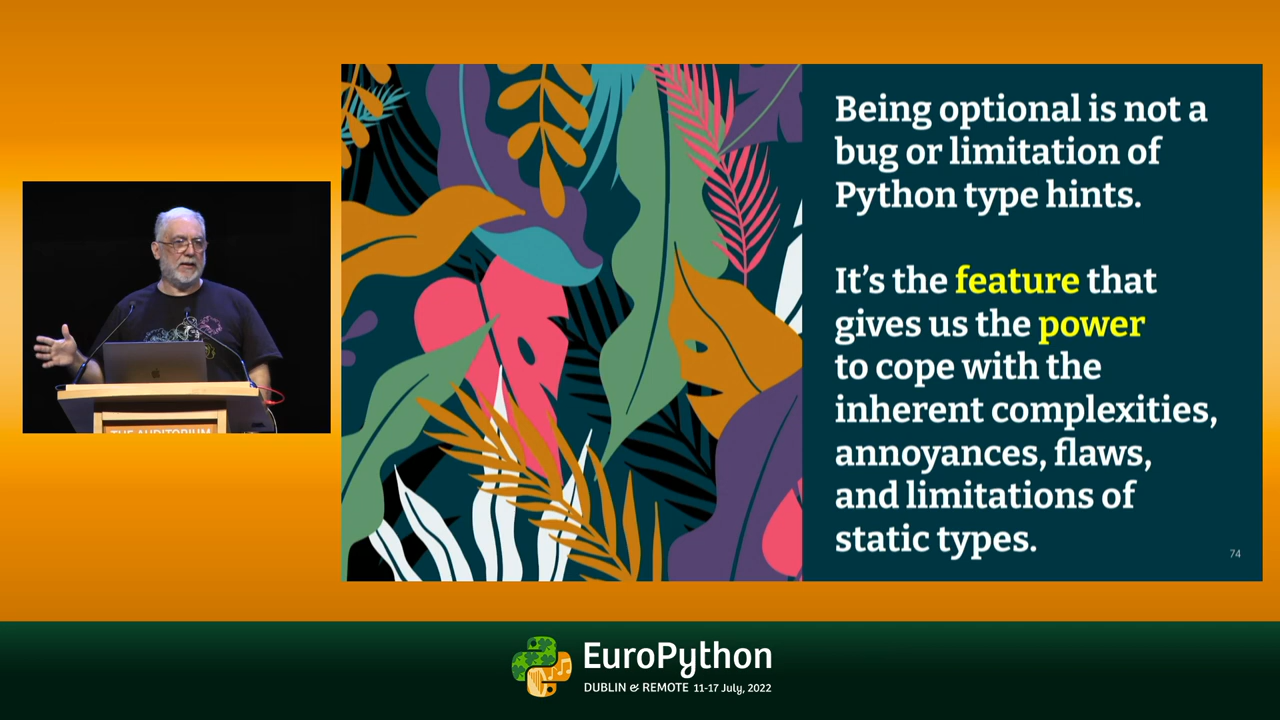 Being optional is not a
bug or limitation of
Python type hints.
It’s the feature that
gives us the power
to cope with the
inherent complexities,
annoyances, flaws,
and limitations of
static types.
74
THE AUDITORIUM
EuroPython
DUBLIN & REMOTE 11-17 July, 2022